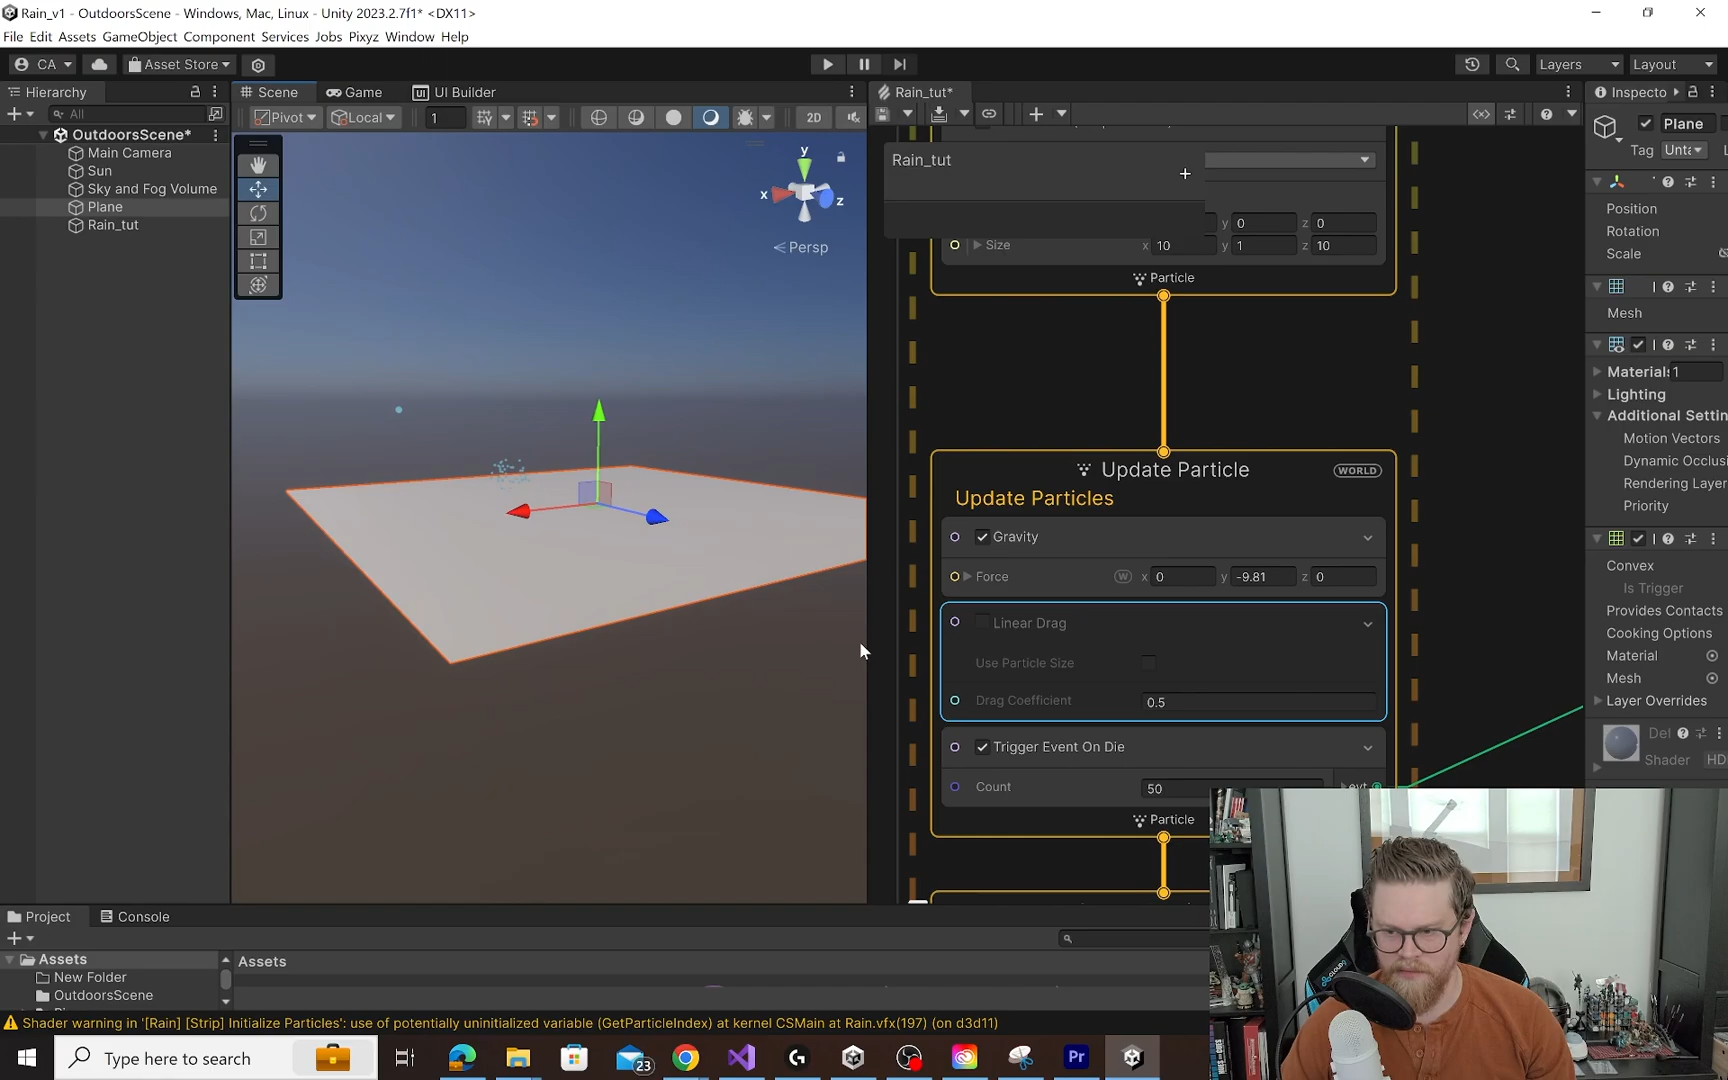 Rain_v1 - OutdoorsScene - Windows, Mac, Linux - Unity 2023.2.7f1* <DX11>
File Edit Assets GameObject Component Services Jobs Pixyz Window Help
CA Asset Store Layers Layout
Hierarchy
All
OutdoorsScene*
Main Camera
Sun
Sky and Fog Volume
Plane
Rain_tut
Scene Game UI Builder
Pivot Local 1 2D
y
x
z
Persp
Rain_tut*
Rain_tut
y 0 z 0
Size x 10 y 1 z 10
Particle
Update Particle WORLD
Update Particles
Gravity
Force W x 0 y -9.81 z 0
Linear Drag
Use Particle Size
Drag Coefficient 0.5
Trigger Event On Die
Count 50
Particle
Inspecto
Plane
Tag Unta
Position
Rotation
Scale
Mesh
Materials 1
Lighting
Additional Settin
Motion Vectors
Dynamic Occlusi
Rendering Layer
Priority
Convex
Is Trigger
Provides Contacts
Cooking Options
Material
Mesh
Layer Overrides
Def
Shader HD
Project Console
Assets
New Folder
OutdoorsScene
Assets
Shader warning in '[Rain] [Strip] Initialize Particles': use of potentially uninitialized variable (GetParticleIndex) at kernel CSMain at Rain.vfx(197) (on d3d11)
Type here to search
23
Pr